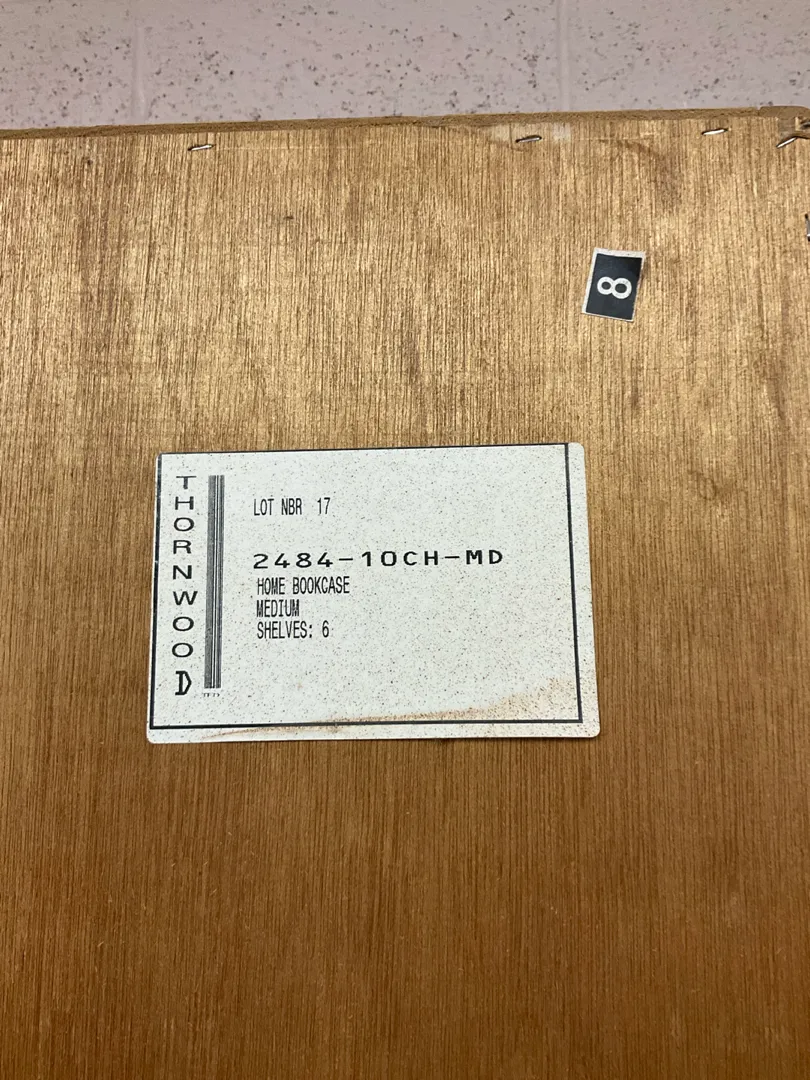 8
THORNWOOD
LOT NBR 17
2484-10CH-MD
HOME BOOKCASE
MEDIUM
SHELVES: 6